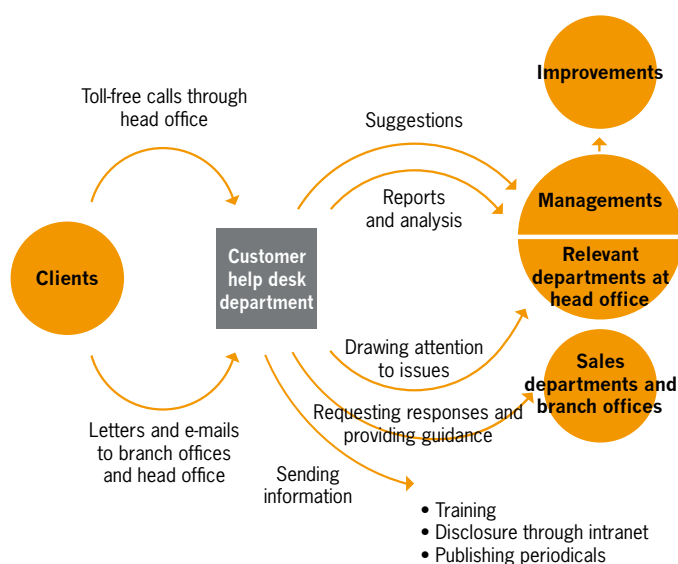 Improvements
Toll-free calls through
head office
Suggestions
Reports
and analysis
Managements
Relevant
departments at
head office
Clients
Customer
help desk
department
Drawing attention
to issues
Sales
departments and
branch offices
Requesting responses and
providing guidance
Letters and e-mails
to branch offices
and head office
Sending
information
• Training
• Disclosure through intranet
• Publishing periodicals